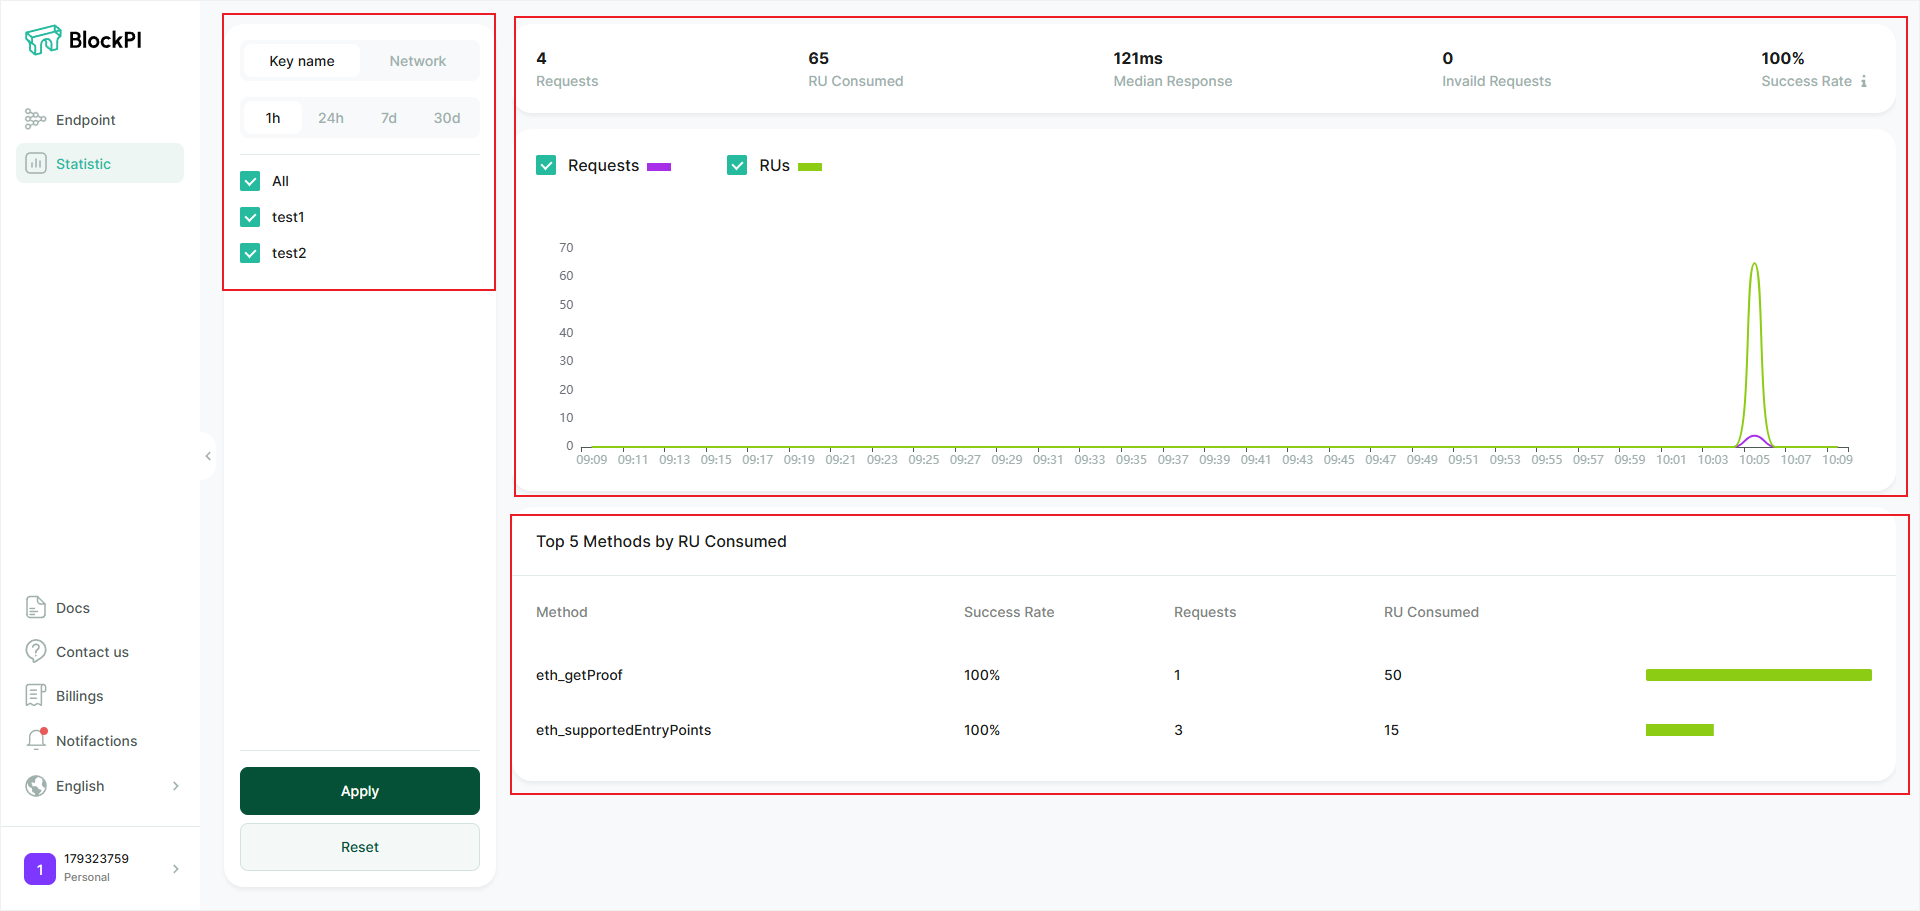 BlockPI
Endpoint
Statistic
Docs
Contact us
Billings
Notifactions
English
1
179323759
Personal
Key name Network
1h 24h 7d 30d
All
test1
test2
Apply
Reset
4 65 121ms 0 100%
Requests RU Consumed Median Response Invaild Requests Success Rate
Requests RUs
70
60
50
40
30
20
10
0
09:09 09:11 09:13 09:15 09:17 09:19 09:21 09:23 09:25 09:27 09:29 09:31 09:33 09:35 09:37 09:39 09:41 09:43 09:45 09:47 09:49 09:51 09:53 09:55 09:57 09:59 10:01 10:03 10:05 10:07 10:09
Top 5 Methods by RU Consumed
Method Success Rate Requests RU Consumed
eth_getProof 100% 1 50
eth_supportedEntryPoints 100% 3 15